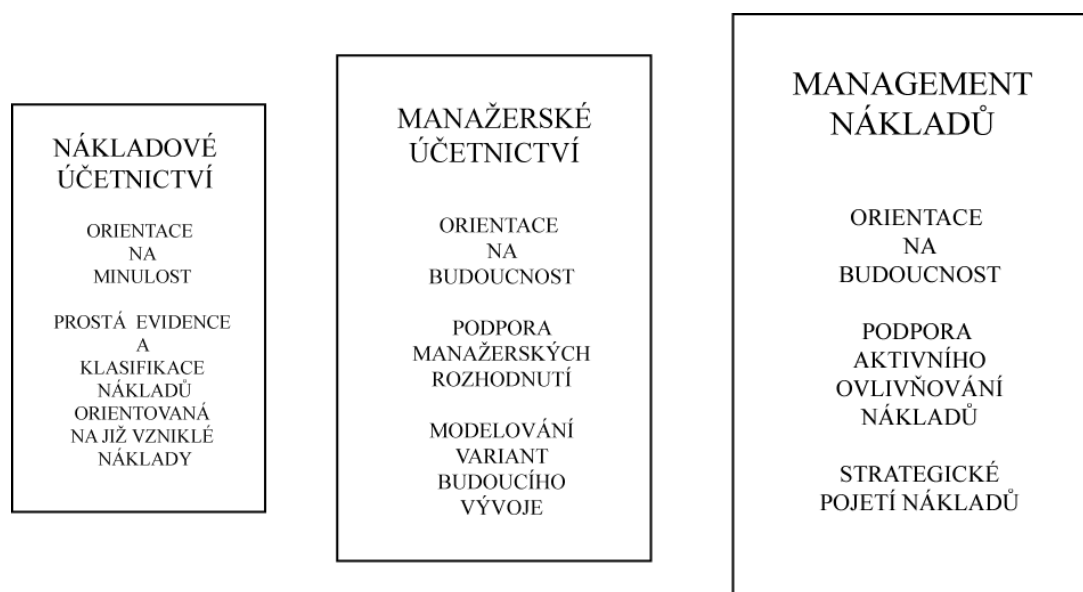 NÁKLADOVÉ
ÚČETNICTVÍ
ORIENTACE
NA
MINULOST
PROSTÁ EVIDENCE
A
KLASIFIKACE
NÁKLADŮ
ORIENTOVANÁ
NA JIŽ VZNIKLÉ
NÁKLADY
MANAŽERSKÉ
ÚČETNICTVÍ
ORIENTACE
NA
BUDOUCNOST
PODPORA
MANAŽERSKÝCH
ROZHODNUTÍ
MODELOVÁNÍ
VARIANT
BUDOUCÍHO
VÝVOJE
MANAGEMENT
NÁKLADŮ
ORIENTACE
NA
BUDOUCNOST
PODPORA
AKTIVNÍHO
OVLIVŇOVÁNÍ
NÁKLADŮ
STRATEGICKÉ
POJETÍ NÁKLADŮ